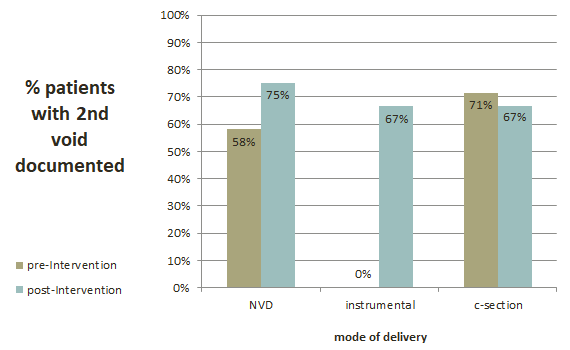 % patients
with 2nd
void
documented
pre-Intervention
post-Intervention
100%
90%
80%
70%
60%
50%
40%
30%
20%
10%
0%
58%
75%
0%
67%
71%
67%
NVD
instrumental
c-section
mode of delivery